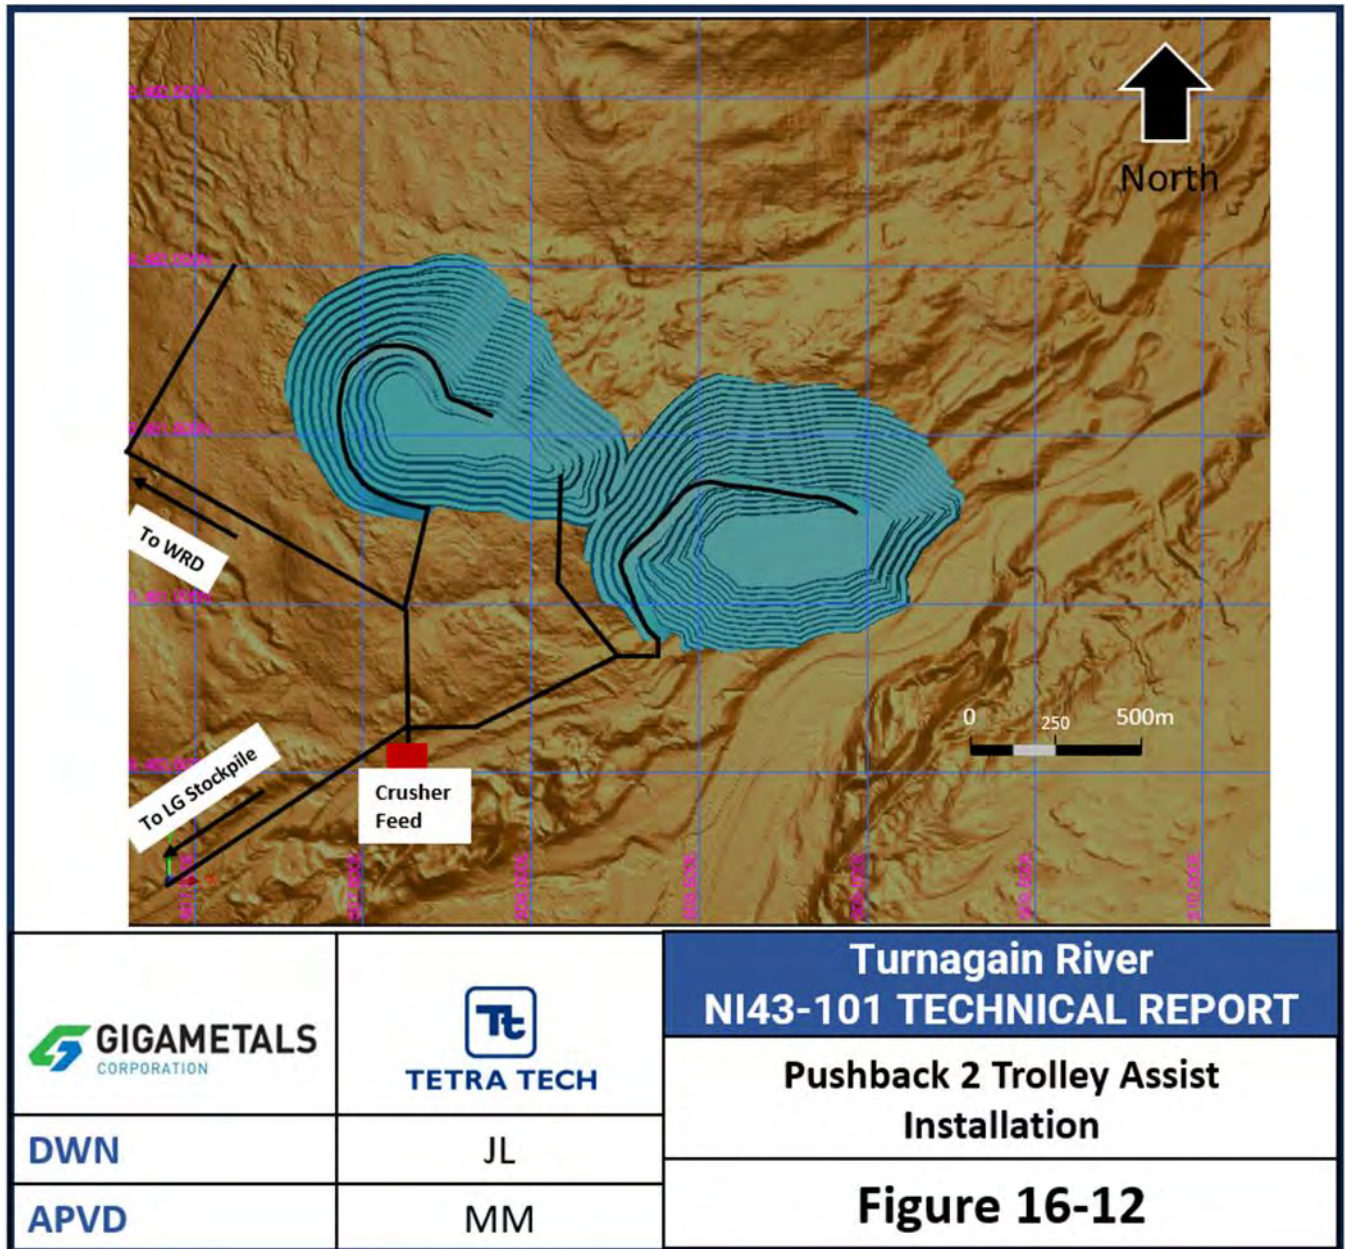 North
To WRD
0
250
500m
To LG Stockpile
Crusher
Feed
GIGAMETALS
CORPORATION
Tt
TETRA TECH
Turnagain River
NI43-101 TECHNICAL REPORT
Pushback 2 Trolley Assist
Installation
DWN
JL
Figure 16-12
APVD
MM